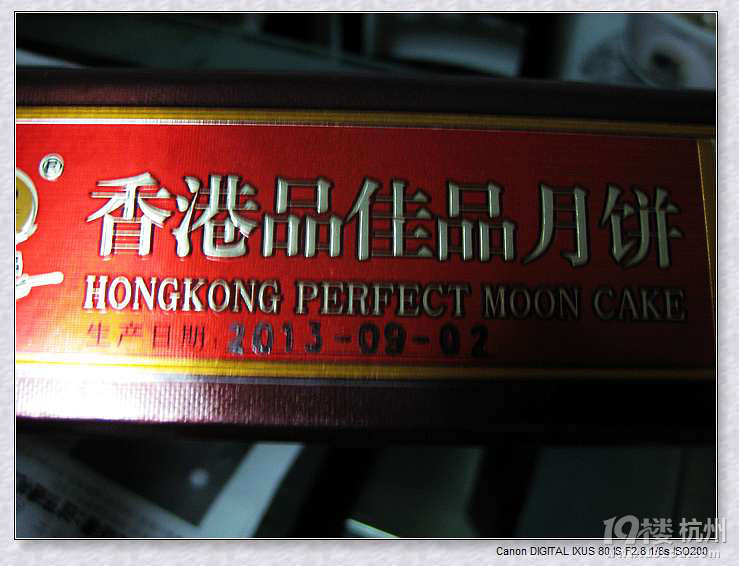 ®
香港品佳品月饼
HONGKONG PERFECT MOON CAKE
生产日期: 2013-09-02
19楼 杭州
Canon DIGITAL IXUS 80 IS F2.8 1/8s ISO200